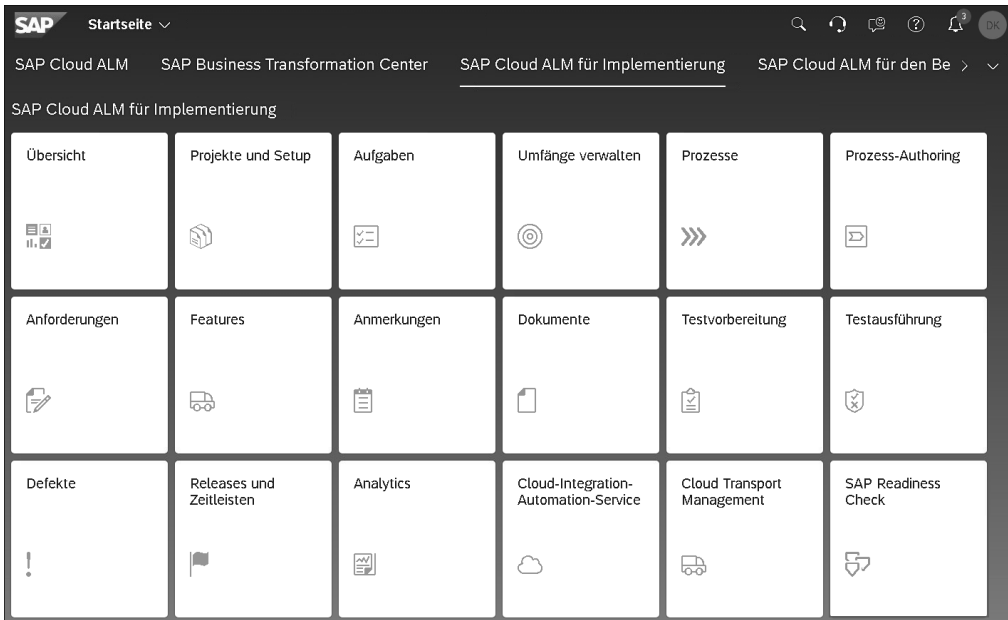 SAP Startseite 3 DK
SAP Cloud ALM SAP Business Transformation Center SAP Cloud ALM für Implementierung SAP Cloud ALM für den Be
SAP Cloud ALM für Implementierung
Übersicht Projekte und Setup Aufgaben Umfänge verwalten Prozesse Prozess-Authoring
Anforderungen Features Anmerkungen Dokumente Testvorbereitung Testausführung
Defekte Releases und Analytics Cloud-Integration- Cloud Transport SAP Readiness
Zeitleisten Automation-Service Management Check